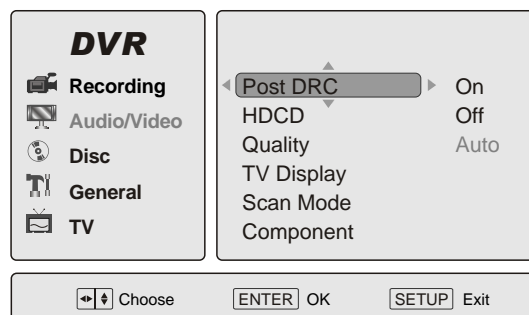 DVR
Recording
Audio/Video
Disc
General
TV
Post DRC On
HDCD Off
Quality Auto
TV Display
Scan Mode
Component
Choose ENTER OK SETUP Exit